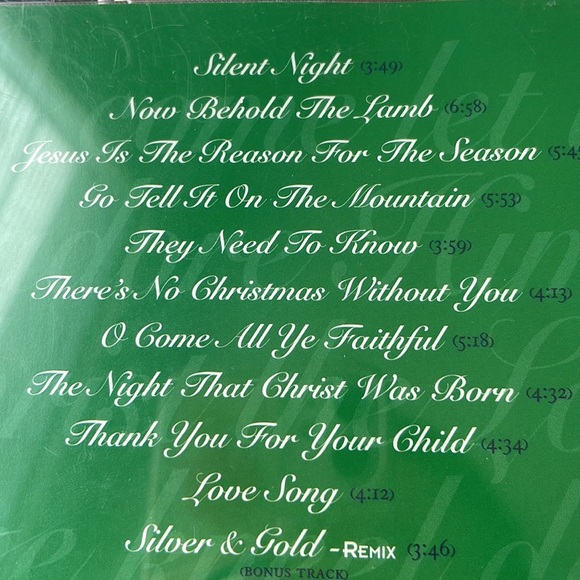 Silent Night (3:49)
Now Behold The Lamb (6:58)
Jesus Is The Reason For The Season
Go Tell It On The Mountain (5:53)
They Need To Know (3:59)
There's No Christmas Without You (4:13)
O Come All Ye Faithful (5:18)
The Night That Christ Was Born (4:32)
Thank You For Your Child (4:34)
Love Song (4:12)
Silver & Gold - REMIX (3:46)
(BONUS TRACK)